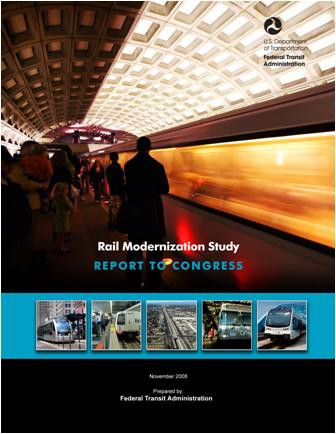 U.S. Department
of Transportation
Federal Transit
Administration
Rail Modernization Study
REPORT TO CONGRESS
November 2008
Prepared by:
Federal Transit Administration